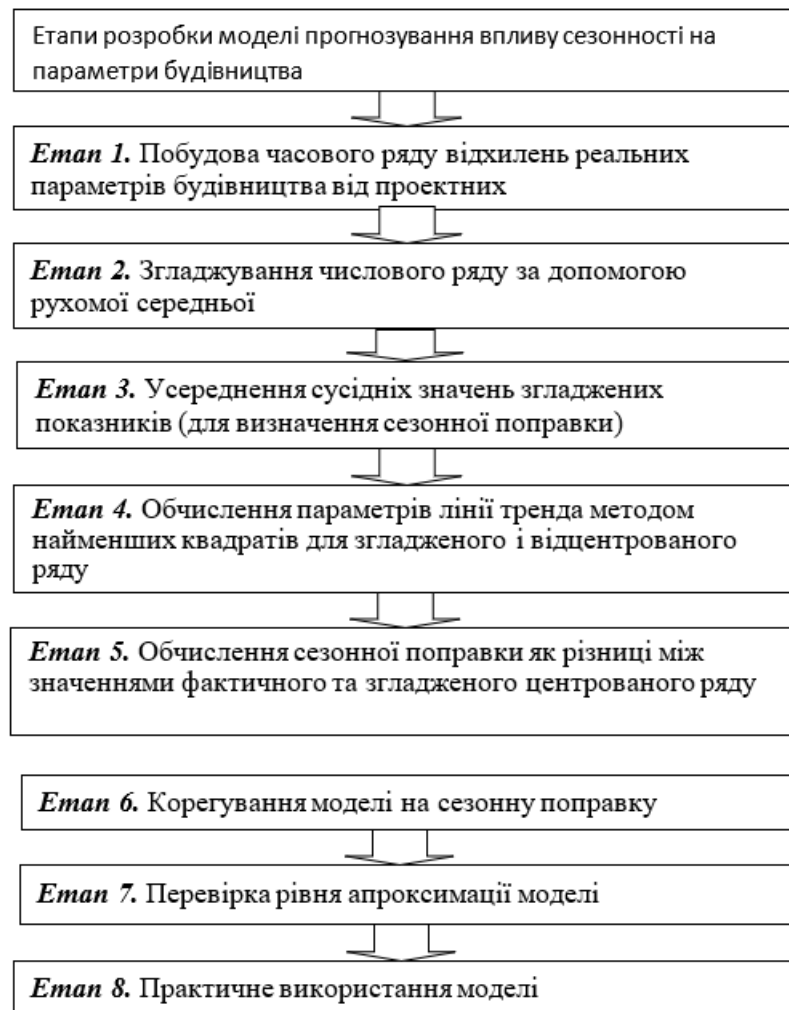 Етапи розробки моделі прогнозування впливу сезонності на
параметри будівництва
Етап 1. Побудова часового ряду відхилень реальних
параметрів будівництва від проектних
Етап 2. Згладжування числового ряду за допомогою
рухомої середньої
Етап 3. Усереднення сусідніх значень згладжених
показників (для визначення сезонної поправки)
Етап 4. Обчислення параметрів лінії тренда методом
найменших квадратів для згладженого і відцентрованого
ряду
Етап 5. Обчислення сезонної поправки як різниці між
значеннями фактичного та згладженого центрованого ряду
Етап 6. Корегування моделі на сезонну поправку
Етап 7. Перевірка рівня апроксимації моделі
Етап 8. Практичне використання моделі